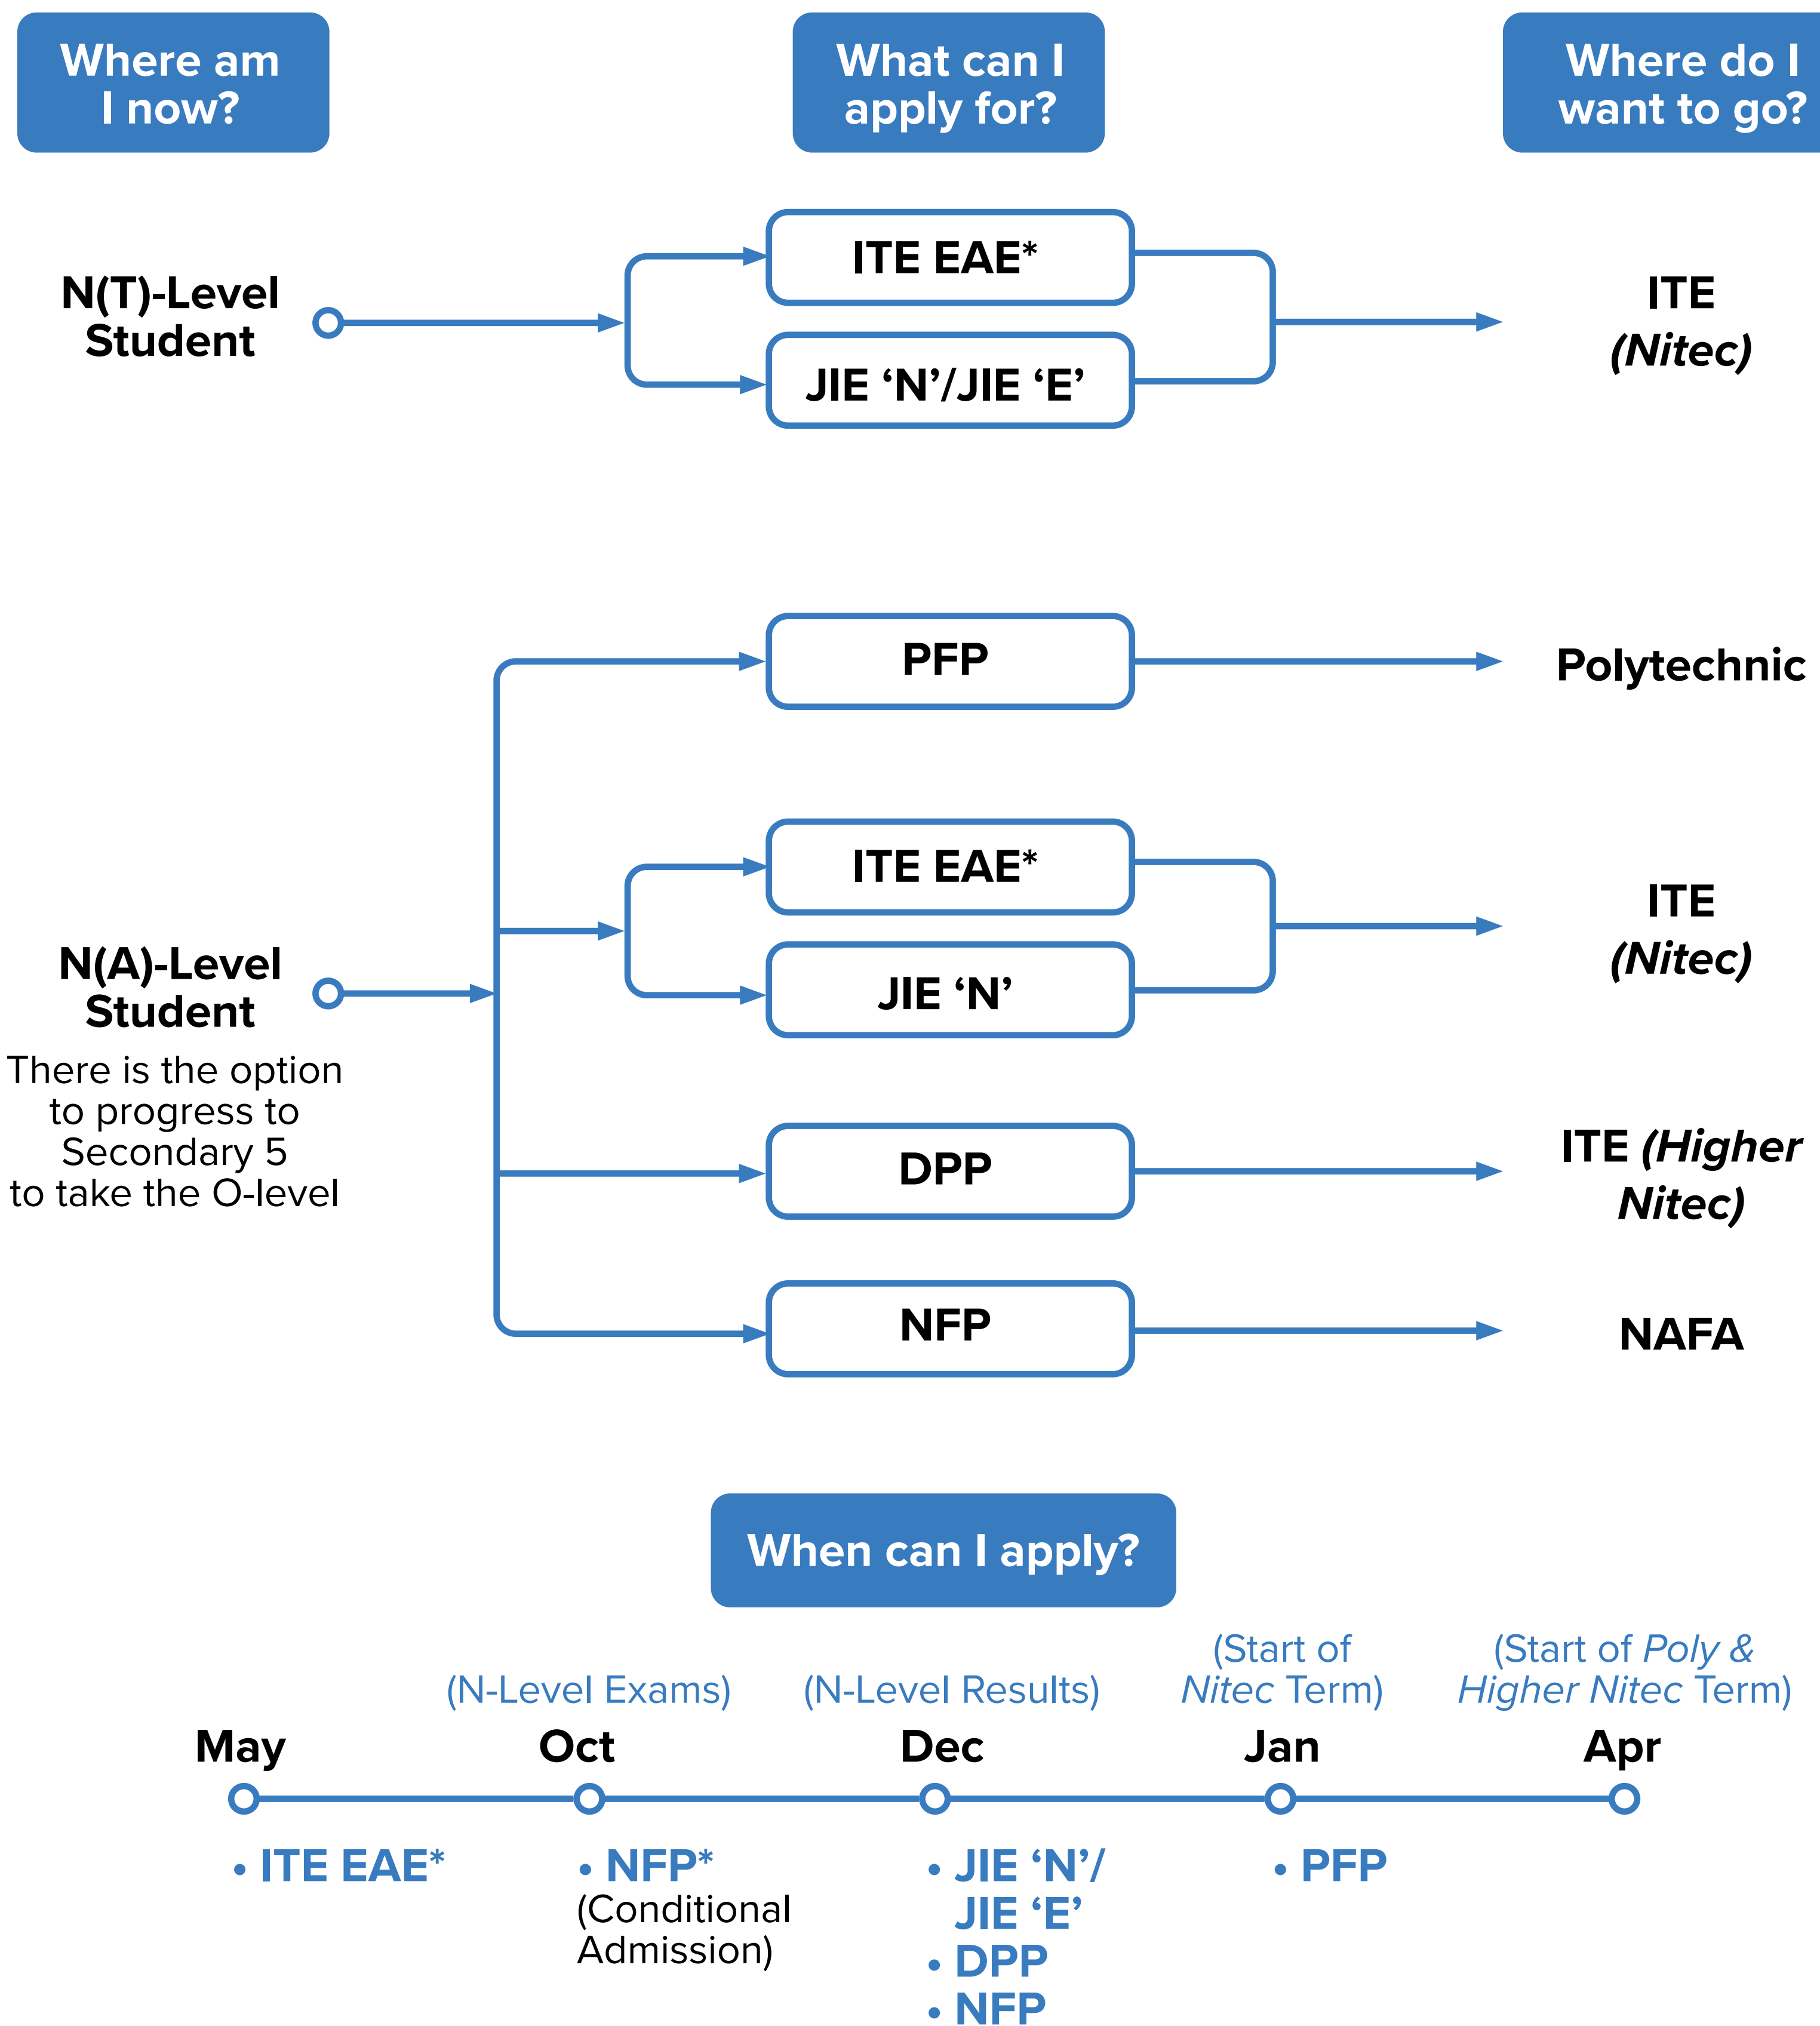 Where am
I now?
What can I
apply for?
Where do I
want to go?
N(T)-Level
Student
ITE EAE*
JIE ‘N’/JIE ‘E’
ITE
(Nitec)
N(A)-Level
Student
There is the option
to progress to
Secondary 5
to take the O-level
PFP
Polytechnic
ITE EAE*
JIE ‘N’
ITE
(Nitec)
DPP
ITE (Higher
Nitec)
NFP
NAFA
When can I apply?
May
• ITE EAE*
(N-Level Exams)
Oct
• NFP*
(Conditional
Admission)
(N-Level Results)
Dec
• JIE ‘N’/
JIE ‘E’
• DPP
• NFP
(Start of
Nitec Term)
Jan
• PFP
(Start of Poly &
Higher Nitec Term)
Apr